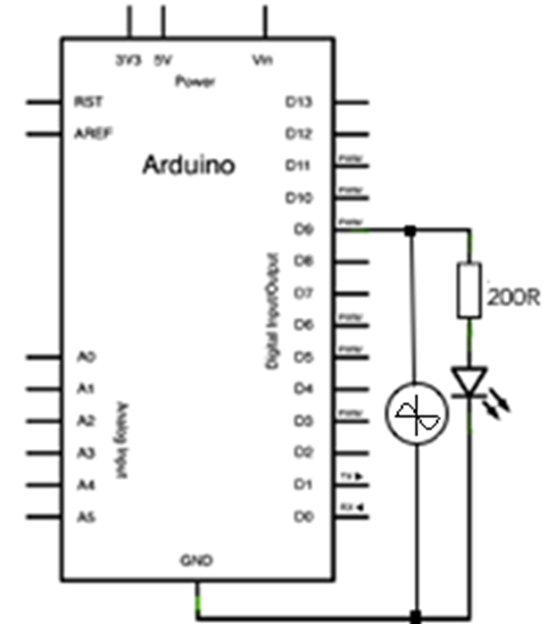 3V3 5V Vin
Power
RST D13
AREF D12
Arduino
D11 PWM
D10 PWM
D9 PWM
D8
Digital Input/Output
D7
200R
D6 PWM
A0 D5 PWM
A1 D4
A2 D3 PWM
Analog Input
A3 D2
A4 D1 TX
A5 D0 RX
GND